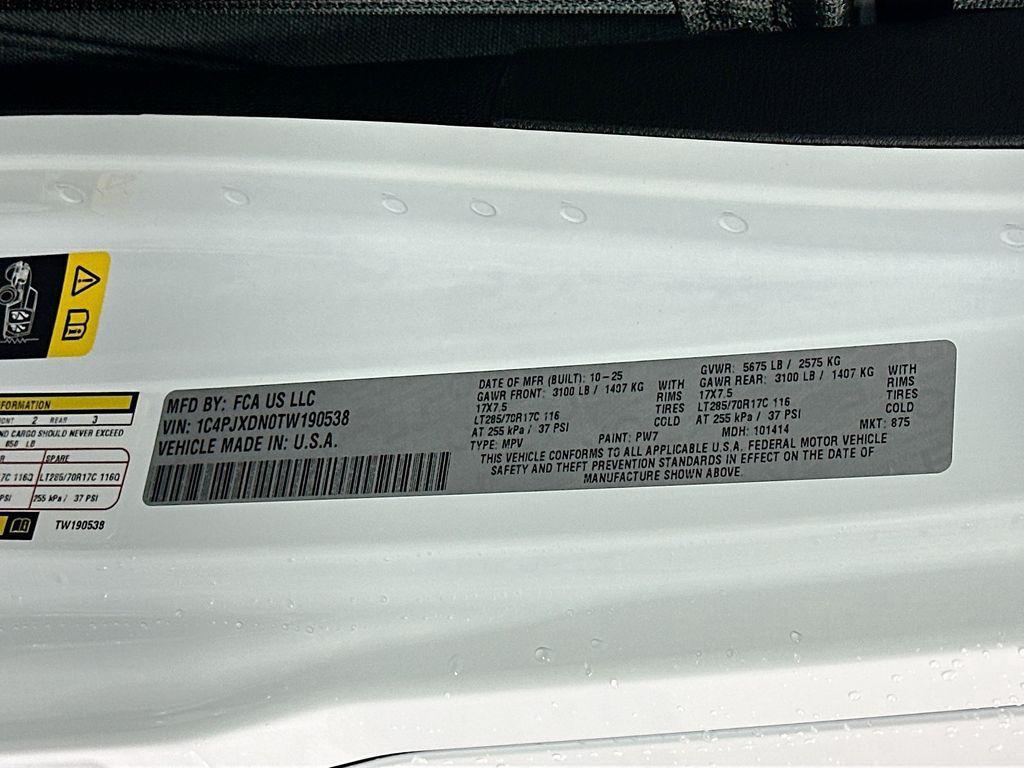 MFD BY: FCA US LLC
VIN: 1C4PJXDN0TW190538
VEHICLE MADE IN: U.S.A.
DATE OF MFR (BUILT): 10-25
GAWR FRONT: 3100 LB / 1407 KG WITH
17X7.5 RIMS
LT285/70R17C 116 TIRES
AT 255 kPa / 37 PSI COLD
TYPE: MPV PAINT: PW7
GVWR: 5675 LB / 2575 KG
GAWR REAR: 3100 LB / 1407 KG WITH
17X7.5 RIMS
LT285/70R17C 116 TIRES
AT 255 kPa / 37 PSI COLD
MDH: 101414 MKT: 875
THIS VEHICLE CONFORMS TO ALL APPLICABLE U.S.A. FEDERAL MOTOR VEHICLE
SAFETY AND THEFT PREVENTION STANDARDS IN EFFECT ON THE DATE OF
MANUFACTURE SHOWN ABOVE.
FORMATION
2 REAR 3
ND CARGO SHOULD NEVER EXCEED
850 LB
R SPARE
7C 116Q LT285/70R17C 116Q
PSI 255 kPa / 37 PSI
TW190538